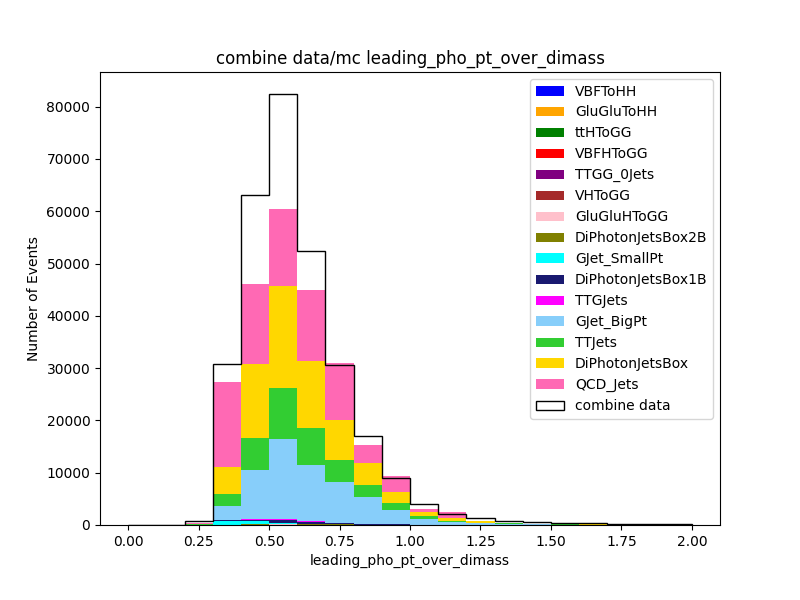 combine data/mc leading_pho_pt_over_dimass
Number of Events
80000
70000
60000
50000
40000
30000
20000
10000
0
VBFToHH
GluGluToHH
ttHToGG
VBFHToGG
TTGG_0Jets
VHToGG
GluGluHToGG
DiPhotonJetsBox2B
GJet_SmallPt
DiPhotonJetsBox1B
TTGJets
GJet_BigPt
TTJets
DiPhotonJetsBox
QCD_Jets
combine data
0.00 0.25 0.50 0.75 1.00 1.25 1.50 1.75 2.00
leading_pho_pt_over_dimass